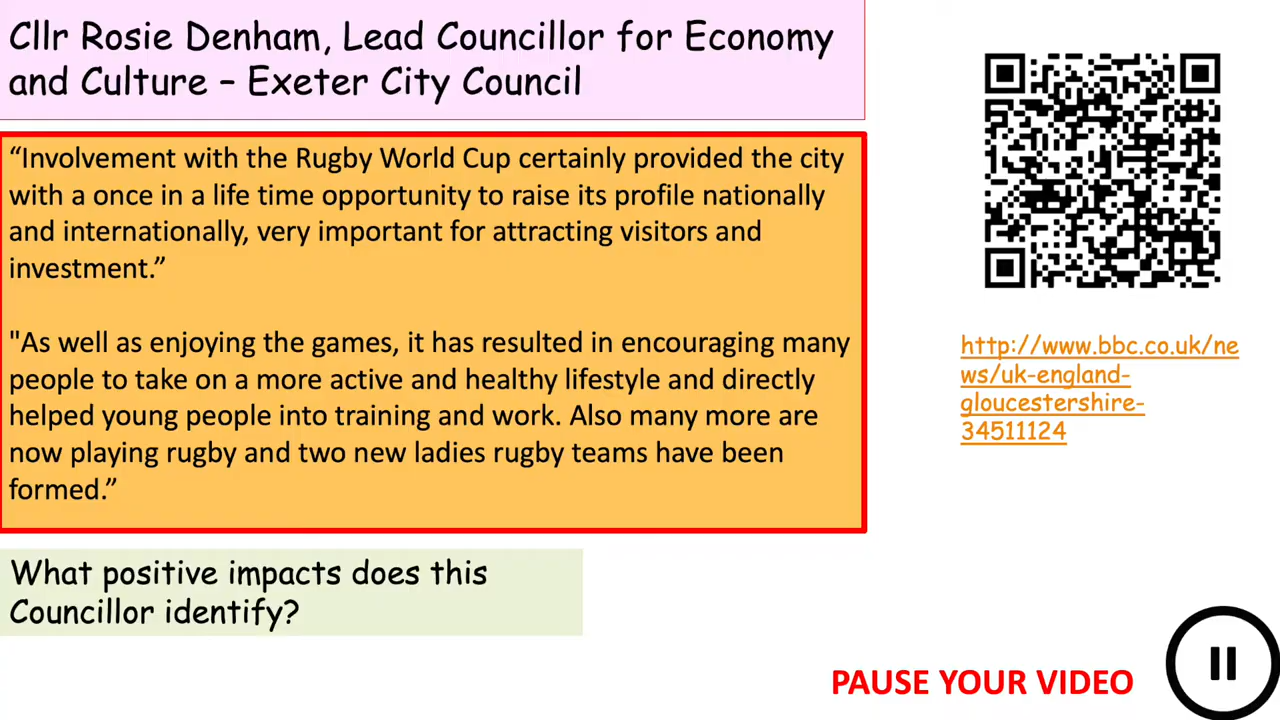 Cllr Rosie Denham, Lead Councillor for Economy
and Culture – Exeter City Council
“Involvement with the Rugby World Cup certainly provided the city
with a once in a life time opportunity to raise its profile nationally
and internationally, very important for attracting visitors and
investment.”
"As well as enjoying the games, it has resulted in encouraging many
people to take on a more active and healthy lifestyle and directly
helped young people into training and work. Also many more are
now playing rugby and two new ladies rugby teams have been
formed.”
http://www.bbc.co.uk/ne
ws/uk-england-
gloucestershire-
34511124
What positive impacts does this
Councillor identify?
PAUSE YOUR VIDEO